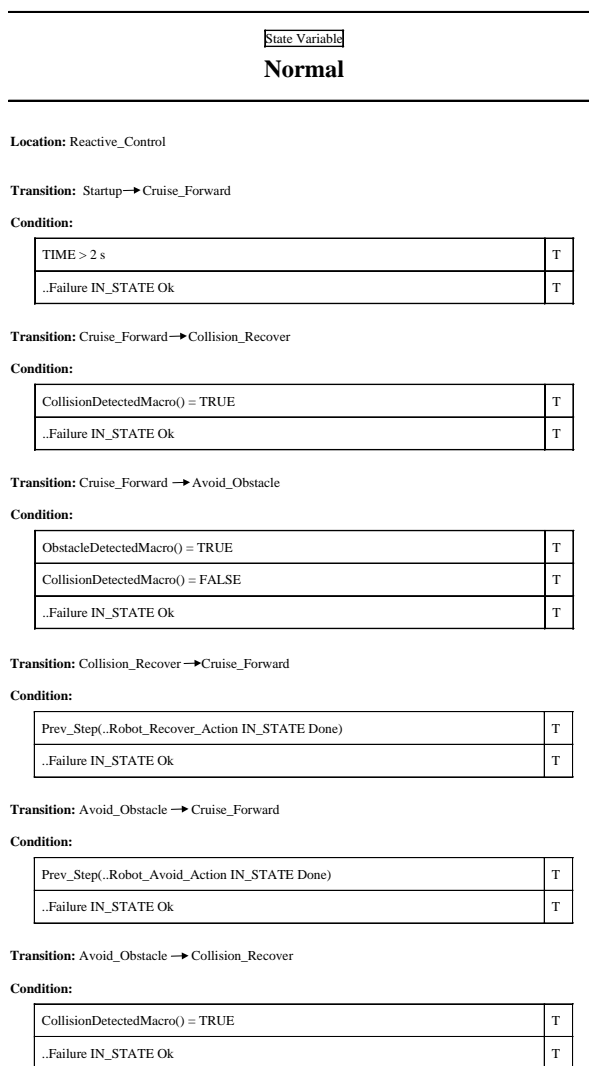 State Variable
Normal
Location: Reactive_Control
Transition: Startup→Cruise_Forward
Condition:
TIME > 2 s T
..Failure IN_STATE Ok T
Transition: Cruise_Forward→Collision_Recover
Condition:
CollisionDetectedMacro() = TRUE T
..Failure IN_STATE Ok T
Transition: Cruise_Forward→Avoid_Obstacle
Condition:
ObstacleDetectedMacro() = TRUE T
CollisionDetectedMacro() = FALSE T
..Failure IN_STATE Ok T
Transition: Collision_Recover→Cruise_Forward
Condition:
Prev_Step(..Robot_Recover_Action IN_STATE Done) T
..Failure IN_STATE Ok T
Transition: Avoid_Obstacle→Cruise_Forward
Condition:
Prev_Step(..Robot_Avoid_Action IN_STATE Done) T
..Failure IN_STATE Ok T
Transition: Avoid_Obstacle→Collision_Recover
Condition:
CollisionDetectedMacro() = TRUE T
..Failure IN_STATE Ok T